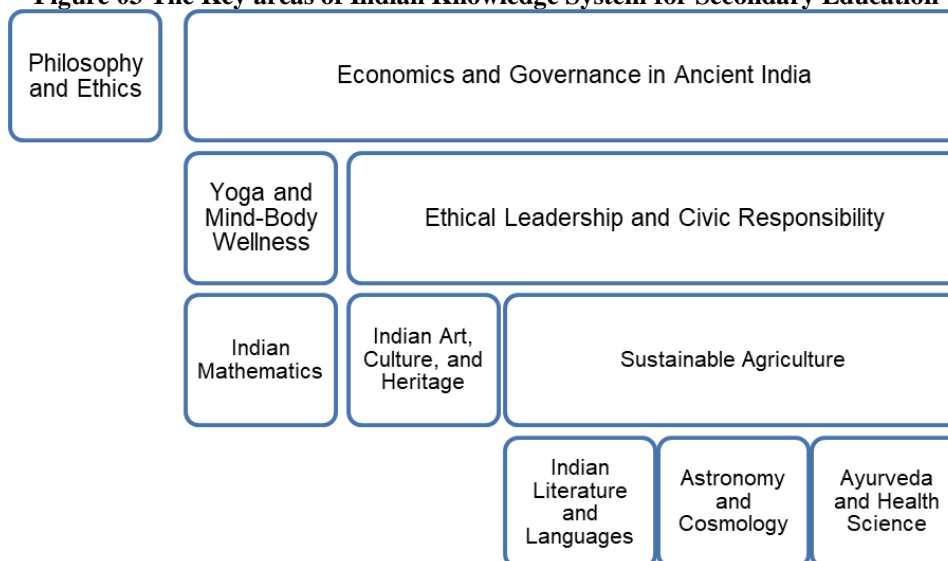 Figure 03 The Key areas of Indian Knowledge System for Secondary Education
Philosophy
and Ethics
Economics and Governance in Ancient India
Yoga and
Mind-Body
Wellness
Ethical Leadership and Civic Responsibility
Indian
Mathematics
Indian Art,
Culture, and
Heritage
Sustainable Agriculture
Indian
Literature
and
Languages
Astronomy
and
Cosmology
Ayurveda
and Health
Science